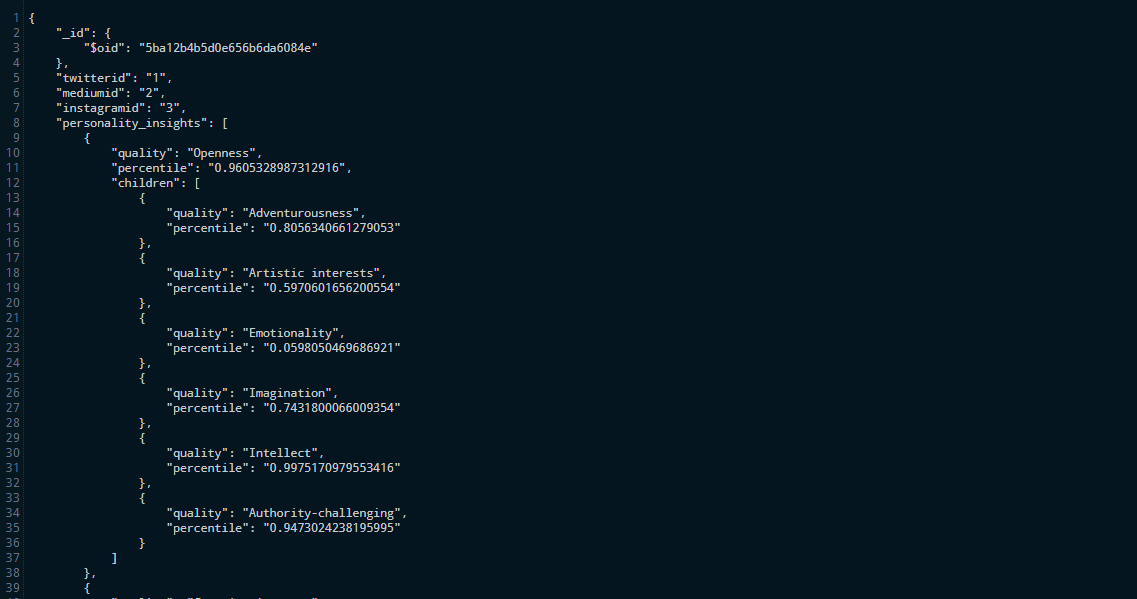 1 {
2 "_id": {
3 "$oid": "5ba12b4b5d0e656b6da6084e"
4 },
5 "twitterid": "1",
6 "mediumid": "2",
7 "instagramid": "3",
8 "personality_insights": [
9 {
10 "quality": "Openness",
11 "percentile": "0.9605328987312916",
12 "children": [
13 {
14 "quality": "Adventurousness",
15 "percentile": "0.8056340661279053"
16 },
17 {
18 "quality": "Artistic interests",
19 "percentile": "0.5970601656200554"
20 },
21 {
22 "quality": "Emotionality",
23 "percentile": "0.0598050469686921"
24 },
25 {
26 "quality": "Imagination",
27 "percentile": "0.7431800066009354"
28 },
29 {
30 "quality": "Intellect",
31 "percentile": "0.9975170979553416"
32 },
33 {
34 "quality": "Authority-challenging",
35 "percentile": "0.9473024238195995"
36 }
37 ]
38 },
39 {